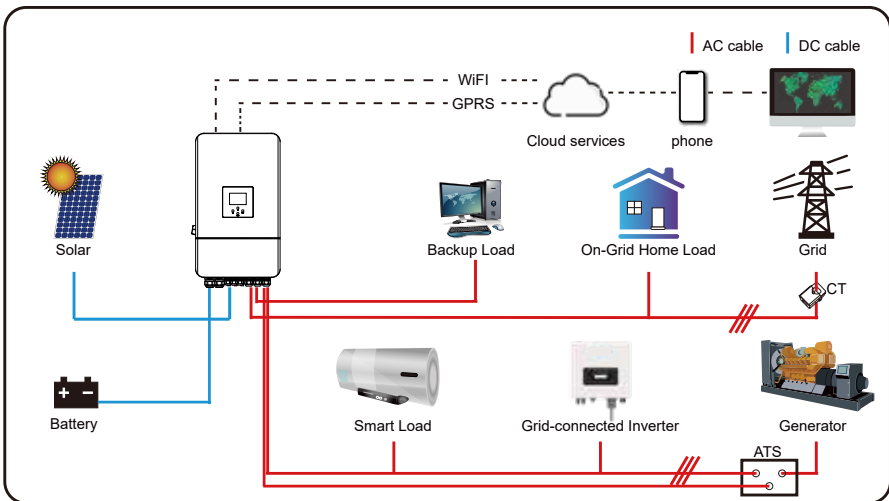 AC cable
DC cable
WiFI
GPRS
Cloud services
phone
Solar
Backup Load
On-Grid Home Load
Grid
CT
Battery
Smart Load
Grid-connected Inverter
Generator
ATS